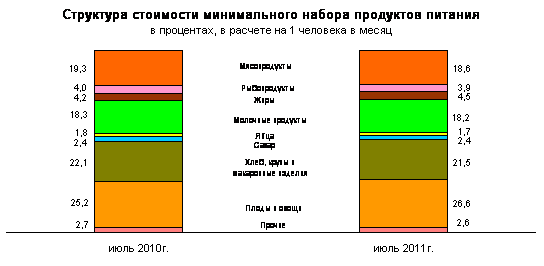 Структура стоимости минимального набора продуктов питания
в процентах, в расчете на 1 человека в месяц
19,3 Мясопродукты 18,6
4,0 Рыбопродукты 3,9
4,2 Жиры 4,5
18,3 Молочные продукты 18,2
1,8 Яйца 1,7
2,4 Сахар 2,4
22,1 Хлеб, крупы и 21,5
макаронные изделия
25,2 Плоды и овощи 26,6
2,7 Прочие 2,6
июль 2010г. июль 2011г.